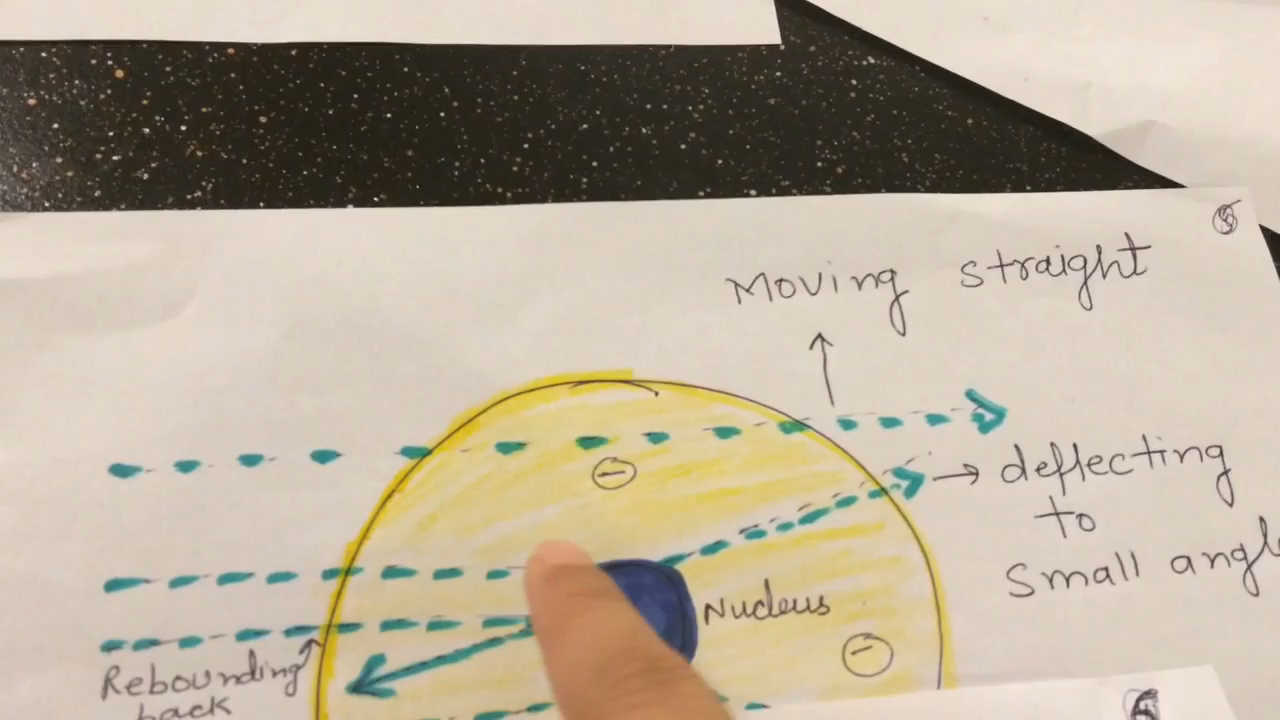 Moving straight
deflecting
to
small angl
Nucleus
Rebounding
back